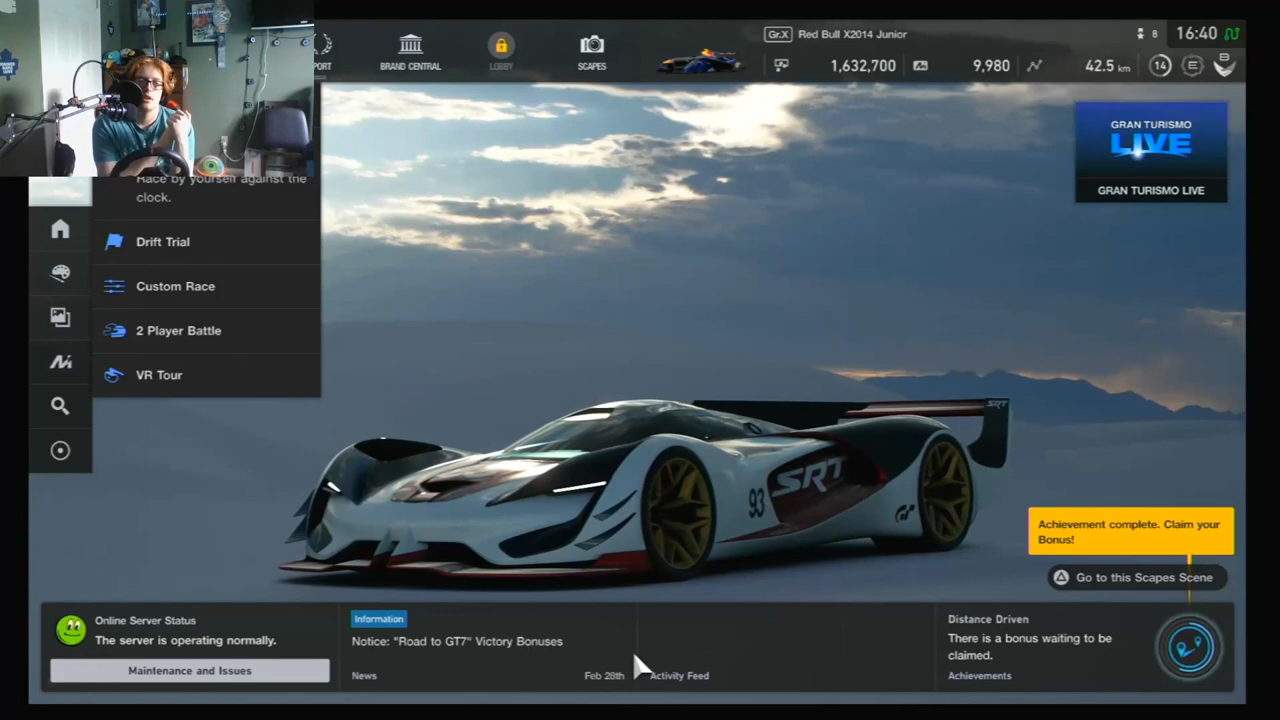 PORT
BRAND CENTRAL
LOBBY
SCAPES
Gr.X Red Bull X2014 Junior
8
16:40
1,632,700
9,980
42.5 km
14
GRAN TURISMO
LIVE
GRAN TURISMO LIVE
Race by yourself against the
clock.
Drift Trial
Custom Race
2 Player Battle
VR Tour
SRT
SRT
93
GT
Achievement complete. Claim your
Bonus!
Go to this Scapes Scene
Online Server Status
The server is operating normally.
Maintenance and Issues
Information
Notice: "Road to GT7" Victory Bonuses
News
Feb 28th
Activity Feed
Distance Driven
There is a bonus waiting to be
claimed.
Achievements